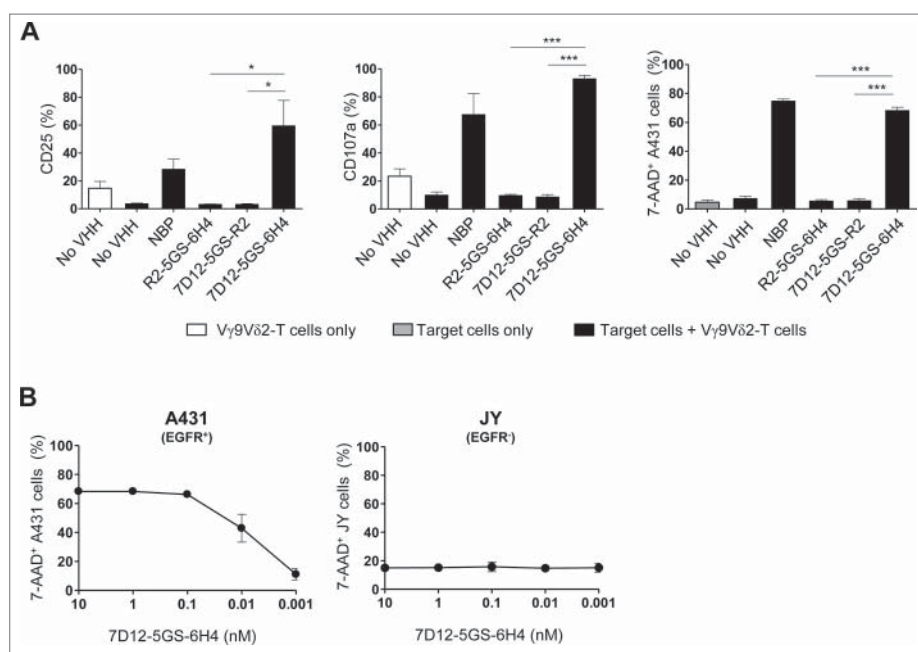 A
CD25 (%)
100
80
60
40
20
0
*
*
No VHH
No VHH
NBP
R2-5GS-6H4
7D12-5GS-R2
7D12-5GS-6H4
CD107a (%)
100
80
60
40
20
0
***
***
No VHH
No VHH
NBP
R2-5GS-6H4
7D12-5GS-R2
7D12-5GS-6H4
7-AAD⁺ A431 cells (%)
100
80
60
40
20
0
***
***
No VHH
No VHH
NBP
R2-5GS-6H4
7D12-5GS-R2
7D12-5GS-6H4
Vγ9Vδ2-T cells only
Target cells only
Target cells + Vγ9Vδ2-T cells
B
A431
(EGFR⁺)
7-AAD⁺ A431 cells (%)
100
80
60
40
20
0
10 1 0.1 0.01 0.001
7D12-5GS-6H4 (nM)
JY
(EGFR⁻)
7-AAD⁺ JY cells (%)
100
80
60
40
20
0
10 1 0.1 0.01 0.001
7D12-5GS-6H4 (nM)